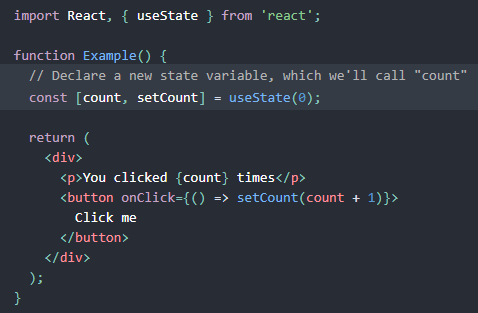 import React, { useState } from 'react';
function Example() {
// Declare a new state variable, which we'll call "count"
const [count, setCount] = useState(0);
return (
<div>
<p>You clicked {count} times</p>
<button onClick={() => setCount(count + 1)}>
Click me
</button>
</div>
);
}